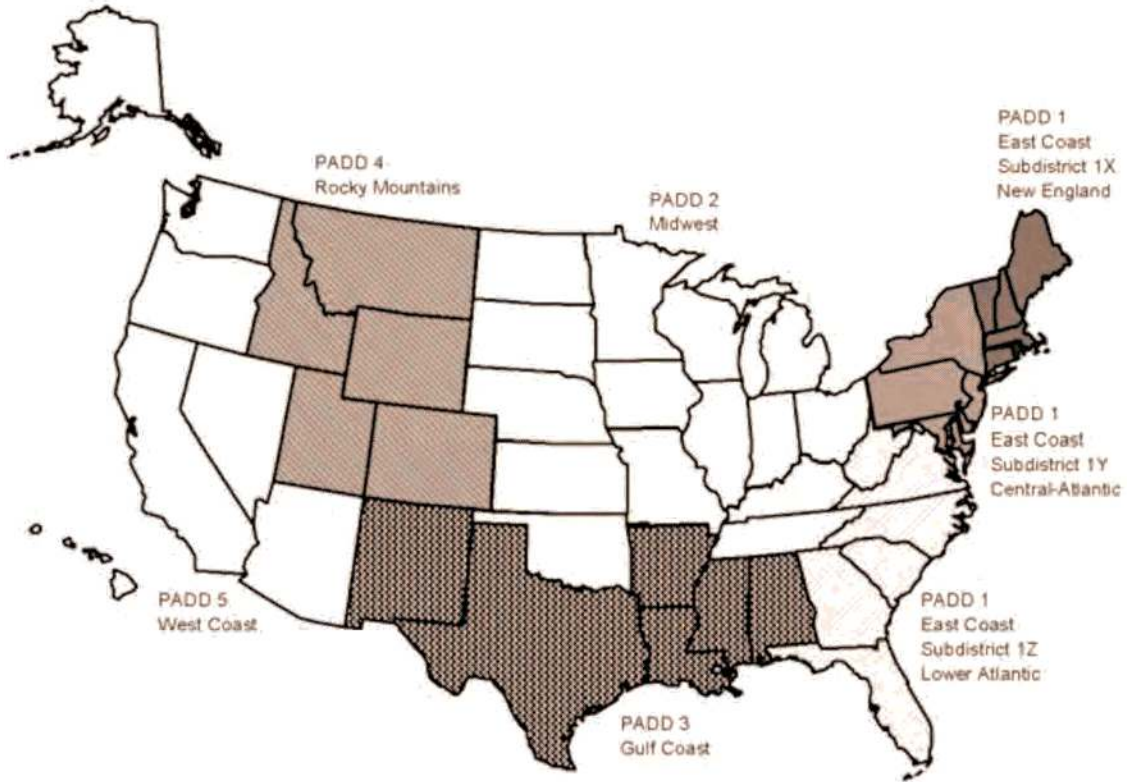 PADD 1
East Coast
Subdistrict 1X
New England
PADD 4
Rocky Mountains
PADD 2
Midwest
PADD 1
East Coast
Subdistrict 1Y
Central-Atlantic
PADD 5
West Coast
PADD 1
East Coast
Subdistrict 1Z
Lower Atlantic
PADD 3
Gulf Coast